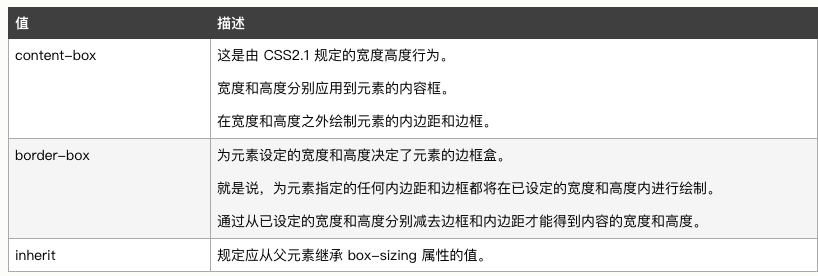 值 描述
content-box 这是由 CSS2.1 规定的宽度高度行为。
宽度和高度分别应用到元素的内容框。
在宽度和高度之外绘制元素的内边距和边框。
border-box 为元素设定的宽度和高度决定了元素的边框盒。
就是说，为元素指定的任何内边距和边框都将在已设定的宽度和高度内进行绘制。
通过从已设定的宽度和高度分别减去边框和内边距才能得到内容的宽度和高度。
inherit 规定应从父元素继承 box-sizing 属性的值。